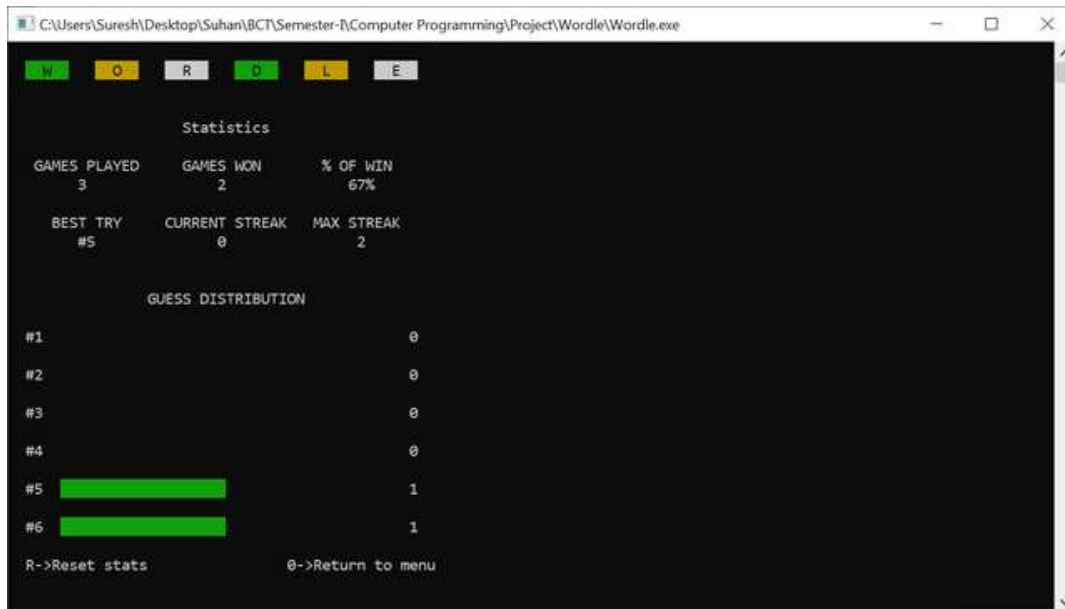 C:\Users\Suresh\Desktop\Suhan\BCT\Semester-I\Computer Programming\Project\Wordle\Wordle.exe
W O R D L E
Statistics
GAMES PLAYED GAMES WON % OF WIN
3 2 67%
BEST TRY CURRENT STREAK MAX STREAK
#5 0 2
GUESS DISTRIBUTION
#1 0
#2 0
#3 0
#4 0
#5 1
#6 1
R->Reset stats 0->Return to menu